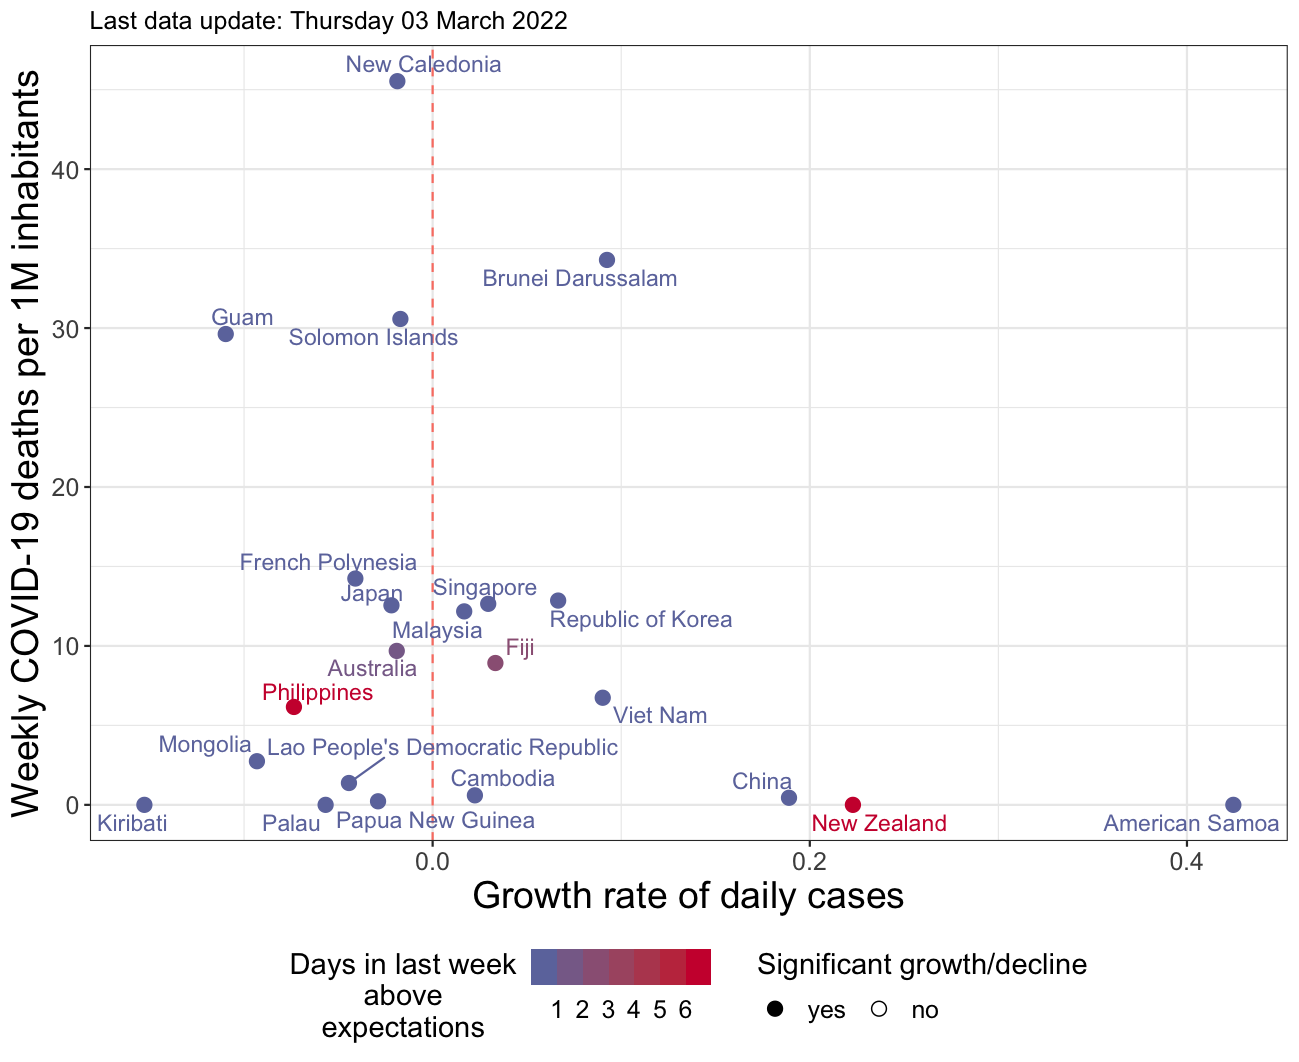 Last data update: Thursday 03 March 2022
New Caledonia
Brunei Darussalam
Guam
Solomon Islands
French Polynesia
Japan
Singapore
Malaysia
Republic of Korea
Fiji
Australia
Philippines
Viet Nam
Mongolia
Lao People's Democratic Republic
Cambodia
China
Kiribati
Palau
Papua New Guinea
New Zealand
American Samoa
Weekly COVID-19 deaths per 1M inhabitants
40
30
20
10
0
0.0 0.2 0.4
Growth rate of daily cases
Days in last week
above
expectations
1 2 3 4 5 6
Significant growth/decline
yes no